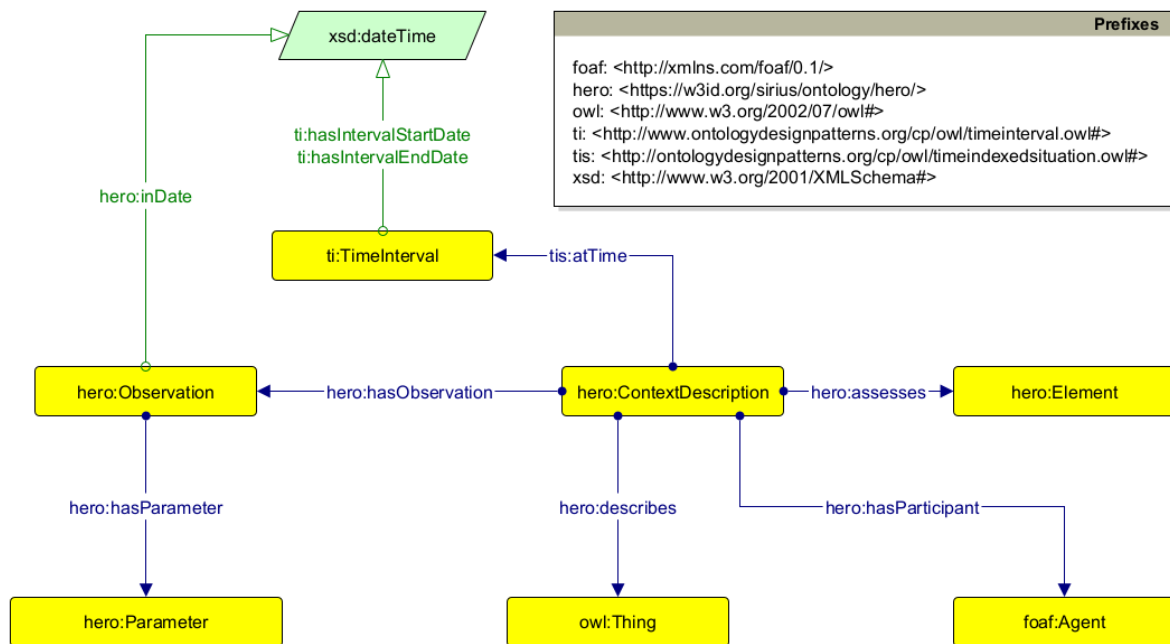 xsd:dateTime
Prefixes
foaf: <http://xmlns.com/foaf/0.1/>
hero: <https://w3id.org/sirius/ontology/hero/>
owl: <http://www.w3.org/2002/07/owl#>
ti: <http://www.ontologydesignpatterns.org/cp/owl/timeinterval.owl#>
tis: <http://ontologydesignpatterns.org/cp/owl/timeindexedsituation.owl#>
xsd: <http://www.w3.org/2001/XMLSchema#>
ti:hasIntervalStartDate
ti:hasIntervalEndDate
hero:inDate
ti:TimeInterval
tis:atTime
hero:Observation
hero:hasObservation
hero:ContextDescription
hero:assesses
hero:Element
hero:hasParameter
hero:describes
hero:hasParticipant
hero:Parameter
owl:Thing
foaf:Agent